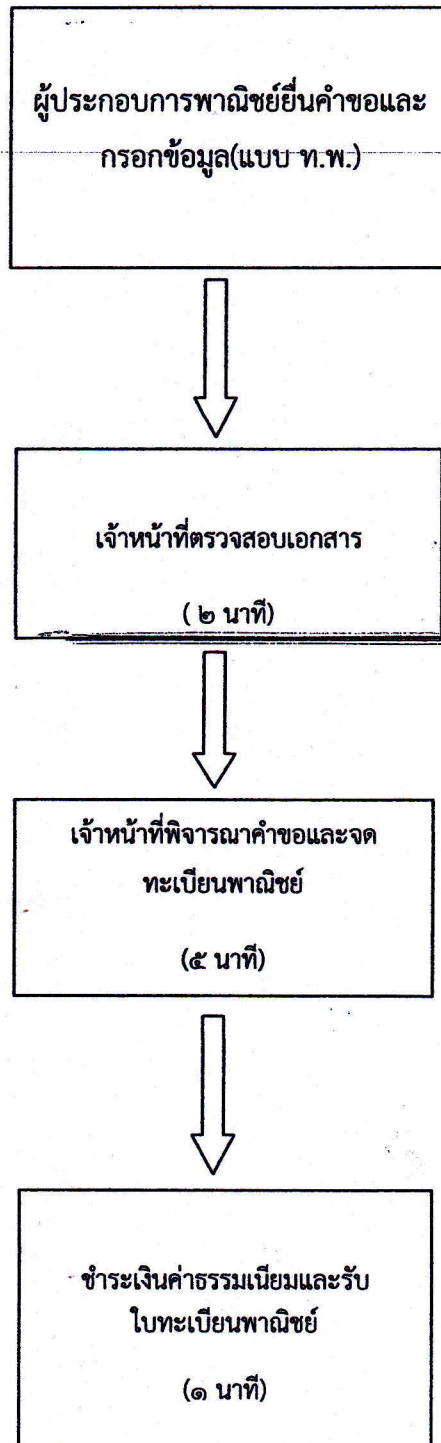 ผู้ประกอบการพาณิชย์ยื่นคำขอและ
กรอกข้อมูล(แบบ ท.พ.)
เจ้าหน้าที่ตรวจสอบเอกสาร
( ๒ นาที)
เจ้าหน้าที่พิจารณาคำขอและจด
ทะเบียนพาณิชย์
(๕ นาที)
ชำระเงินค่าธรรมเนียมและรับ
ใบทะเบียนพาณิชย์
(๑ นาที)